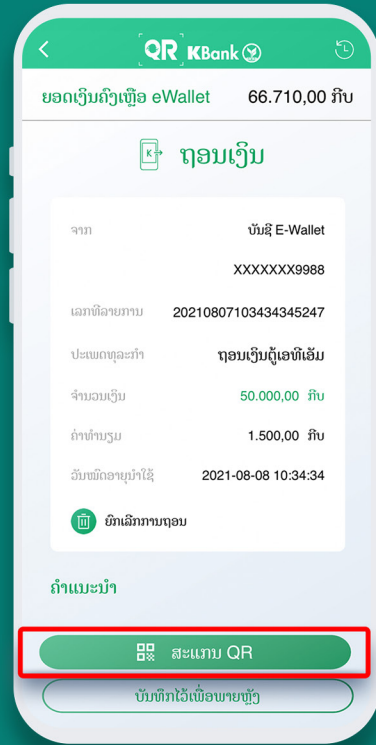 QR KBank
ຍອດເງິນຄົງເຫຼືອ eWallet 66.710,00 ກີບ
ຖອນເງິນ
ຈາກ ບັນຊີ E-Wallet
XXXXXXX9988
ເລກທີລາຍການ 20210807103434345247
ປະເພດທຸລະກຳ ຖອນເງິນຕູ້ເອທີເອັມ
ຈຳນວນເງິນ 50.000,00 ກີບ
ຄ່າທຳນຽມ 1.500,00 ກີບ
ວັນໝົດອາຍຸນຳໃຊ້ 2021-08-08 10:34:34
ຍົກເລີກການຖອນ
ຄຳແນະນຳ
ສະແກນ QR
ບັນທຶກໄວ້ເພື່ອພາຍຫຼັງ